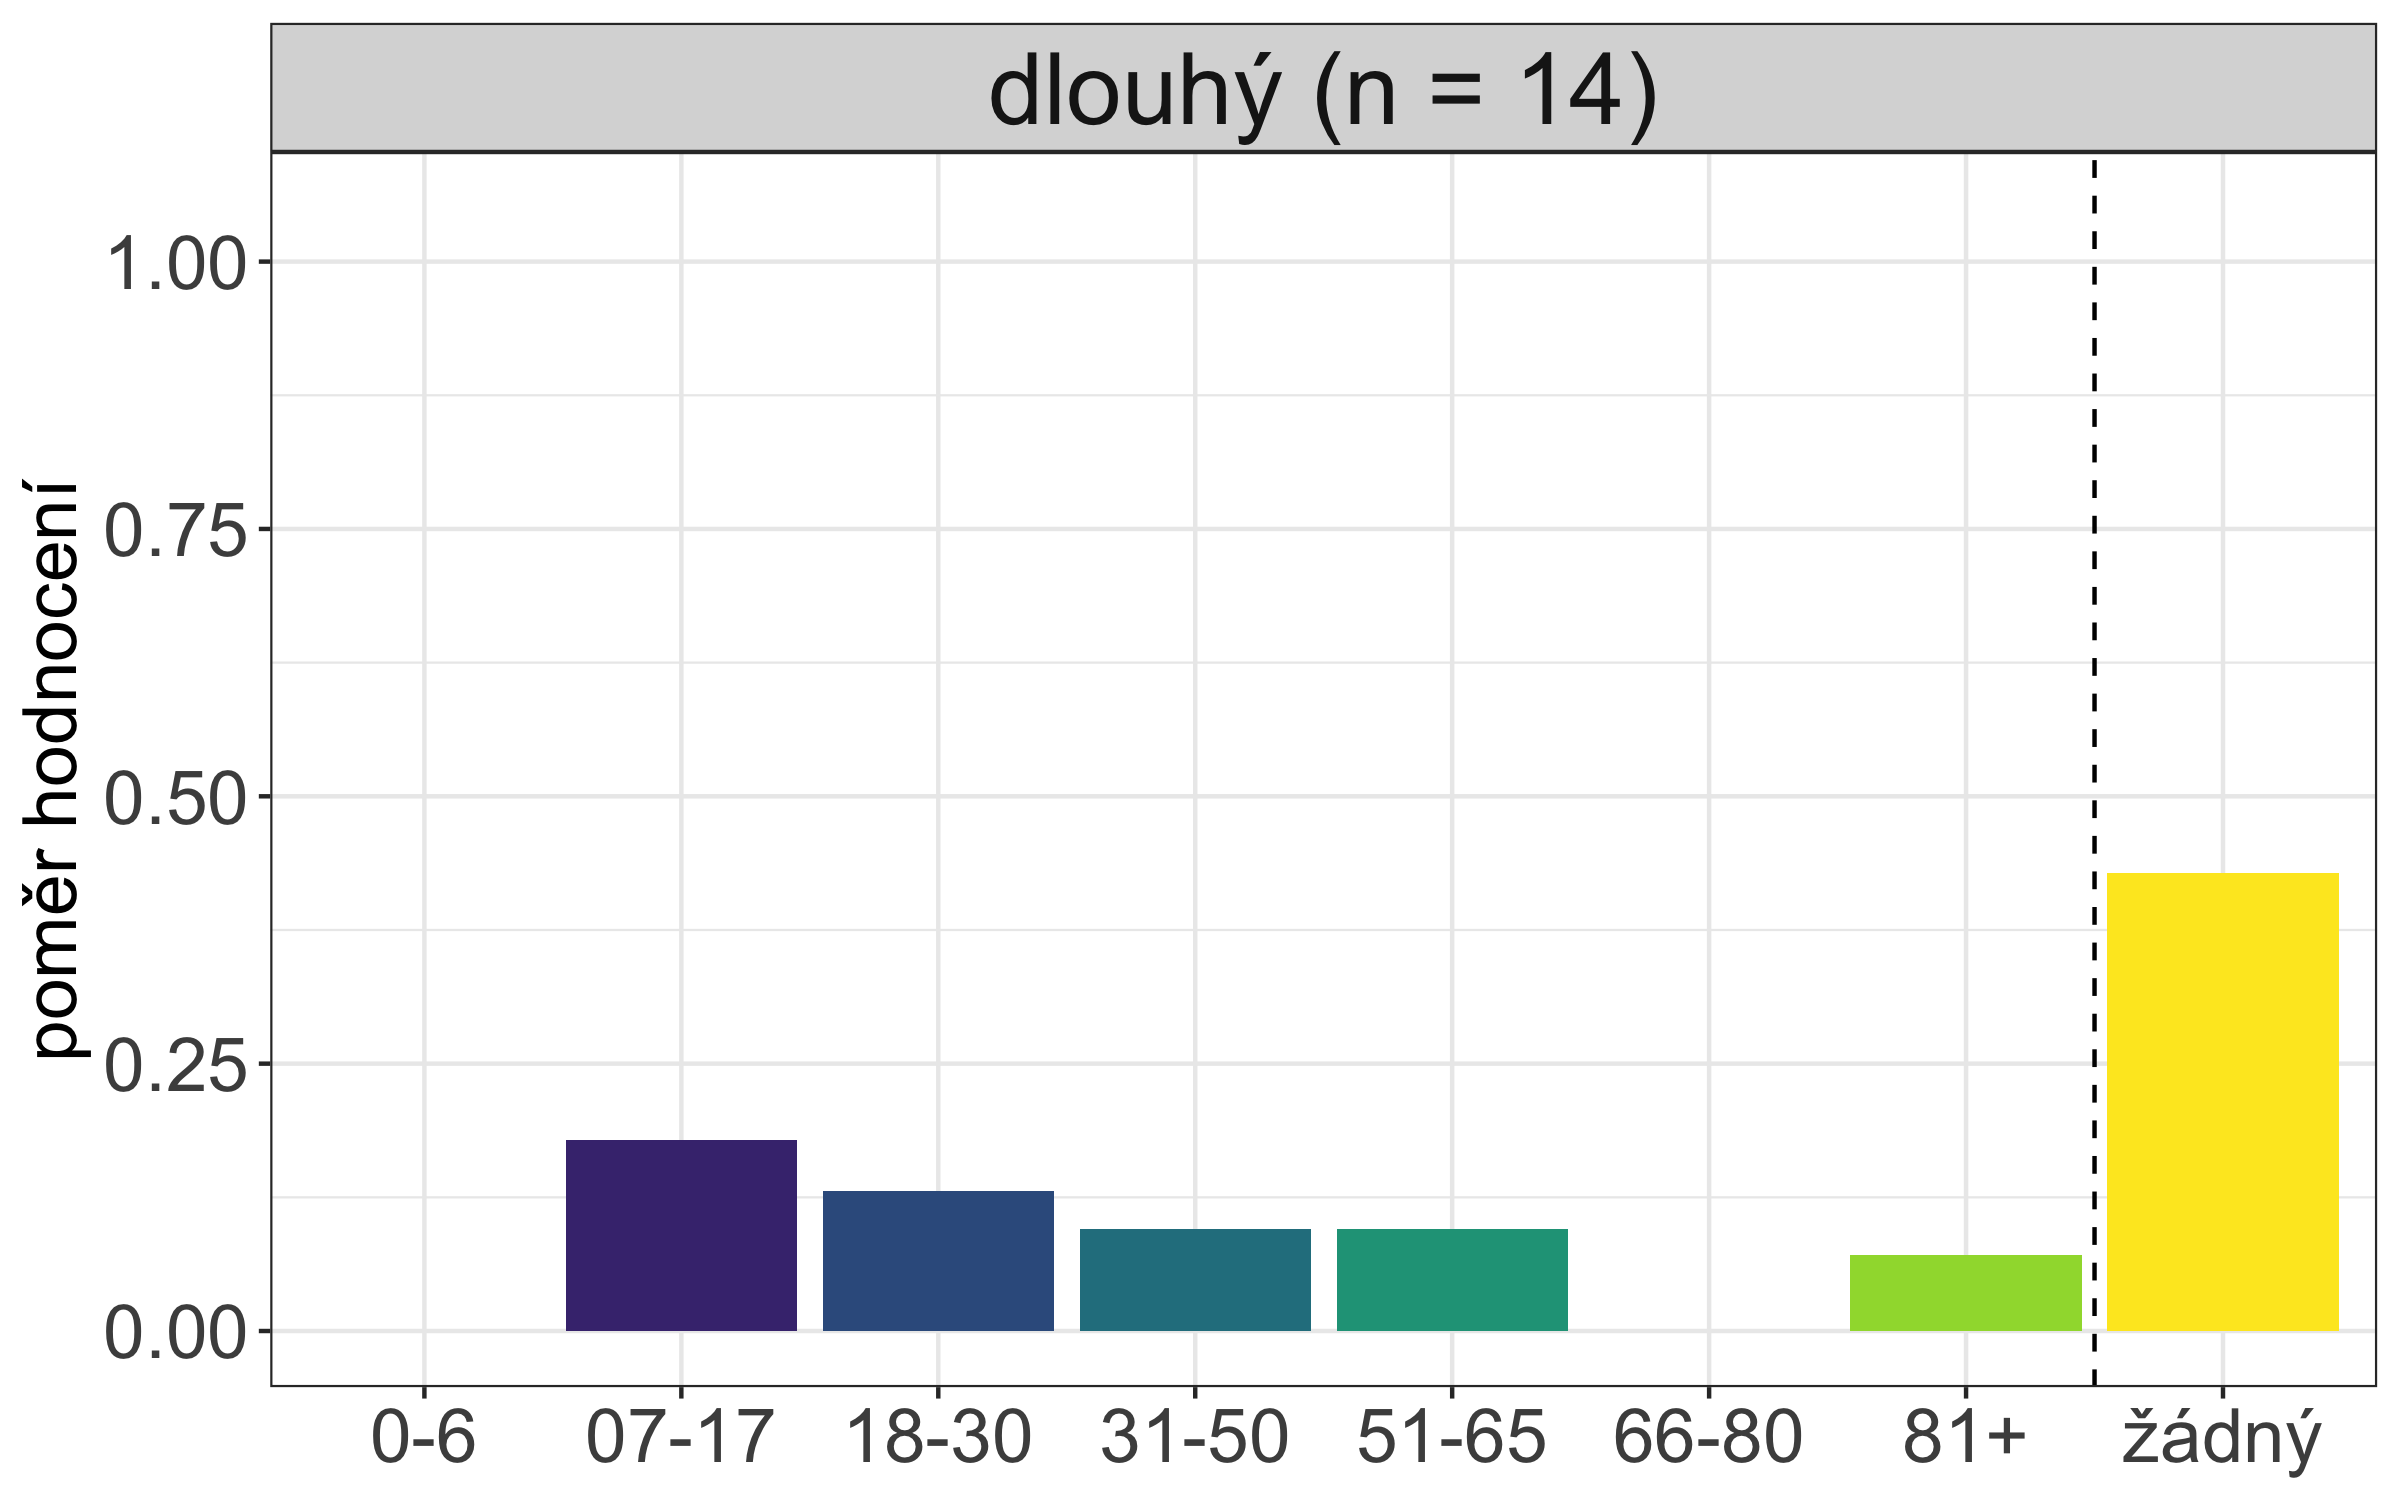 dlouhý (n = 14)
poměr hodnocení
1.00
0.75
0.50
0.25
0.00
0-6 07-17 18-30 31-50 51-65 66-80 81+ žádný